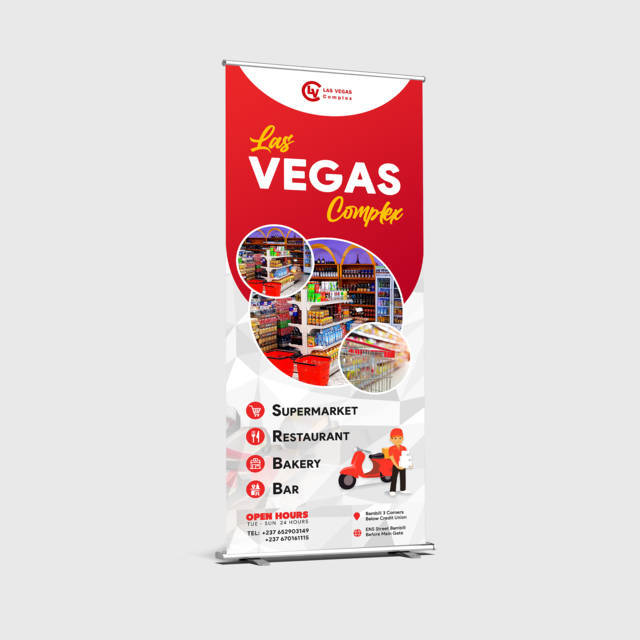 LAS VEGAS
Complex
Las
VEGAS
Complex
SUPERMARKET
RESTAURANT
BAKERY
BAR
OPEN HOURS
TUE - SUN 24 HOURS
TEL: +237 652903149
+237 670161115
Bambili 3 Corners
Below Credit Union
ENS Street Bambili
Before Main Gate